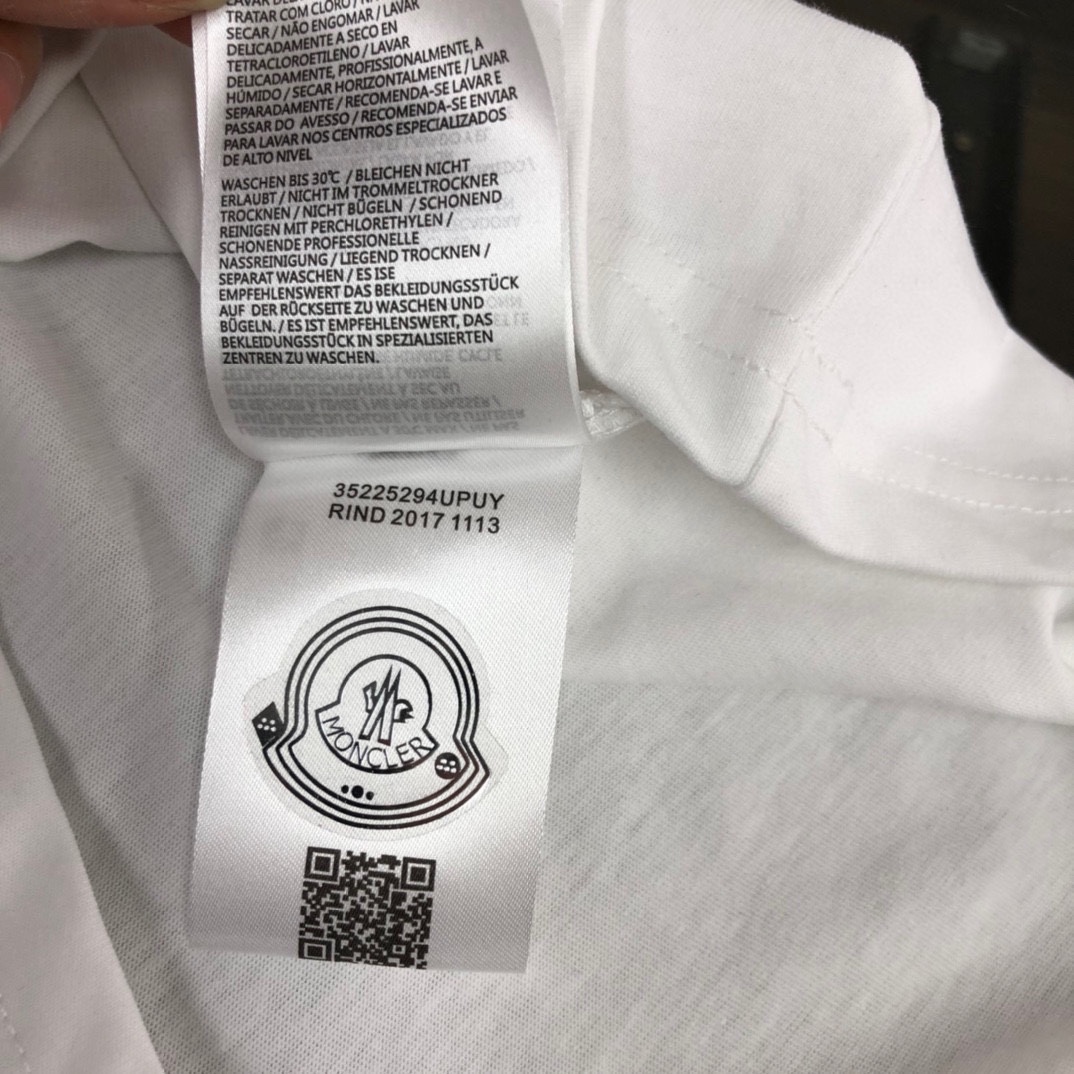 LAVAR
TRATAR COM CLORO / LAVAR
SECAR / NÃO ENGOMAR / LAVAR
DELICADAMENTE A SECO EN
TETRACLOROETILENO / LAVAR
DELICADAMENTE, PROFISSIONALMENTE, A
HÚMIDO / SECAR HORIZONTALMENTE / LAVAR
SEPARADAMENTE / RECOMENDA-SE LAVAR E
PASSAR DO AVESSO / RECOMENDA-SE ENVIAR
PARA LAVAR NOS CENTROS ESPECIALIZADOS
DE ALTO NIVEL
WASCHEN BIS 30℃ / BLEICHEN NICHT
ERLAUBT / NICHT IM TROMMELTROCKNER
TROCKNEN / NICHT BÜGELN / SCHONEND
REINIGEN MIT PERCHLORETHYLEN /
SCHONENDE PROFESSIONELLE
NASSREINIGUNG / LIEGEND TROCKNEN /
SEPARAT WASCHEN / ES ISE
EMPFEHLENSWERT DAS BEKLEIDUNGSSTÜCK
AUF DER RÜCKSEITE ZU WASCHEN UND
BÜGELN. / ES IST EMPFEHLENSWERT, DAS
BEKLEIDUNGSSTÜCK IN SPEZIALISIERTEN
ZENTREN ZU WASCHEN.
35225294UPUY
RIND 2017 1113
MONCLER